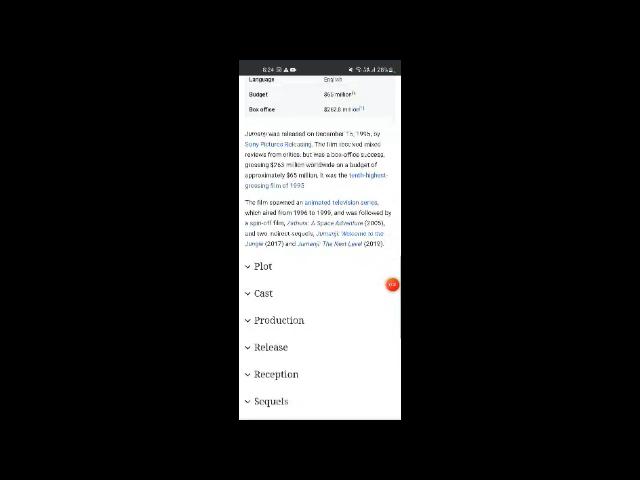 8:24
28%
Language English
Budget $65 million
Box office $262.8 million
Jumanji was released on December 15, 1995, by
Sony Pictures Releasing. The film received mixed
reviews from critics, but was a box-office success,
grossing $263 million worldwide on a budget of
approximately $65 million. It was the tenth-highest-
grossing film of 1995
The film spawned an animated television series,
which aired from 1996 to 1999, and was followed by
a spin-off film, Zathura: A Space Adventure (2005),
and two indirect sequels, Jumanji: Welcome to the
Jungle (2017) and Jumanji: The Next Level (2019).
Plot
Cast
Production
Release
Reception
Sequels